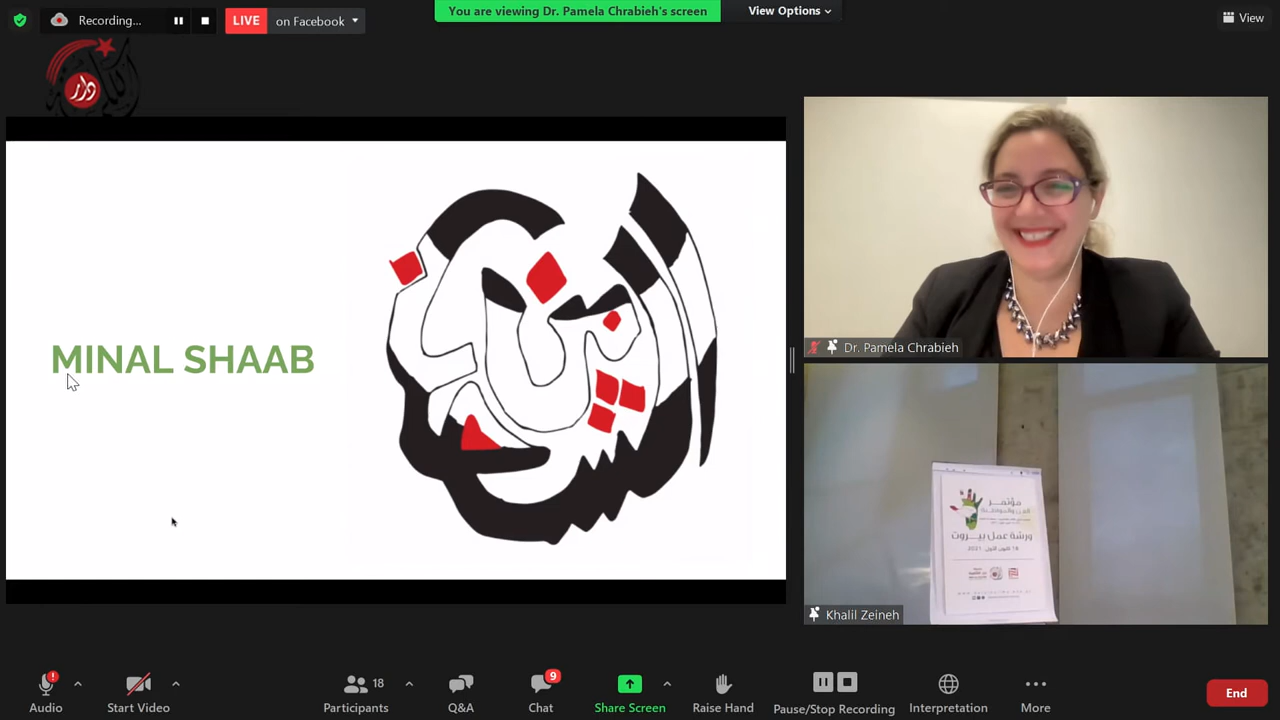 Recording...
LIVE
on Facebook
You are viewing Dr. Pamela Chrabieh's screen
View Options
View
دار
MINAL SHAAB
Dr. Pamela Chrabieh
مؤتمر
ورشة عمل بيروت
Khalil Zeineh
Audio
Start Video
18
Participants
Q&A
9
Chat
Share Screen
Raise Hand
Pause/Stop Recording
Interpretation
More
End